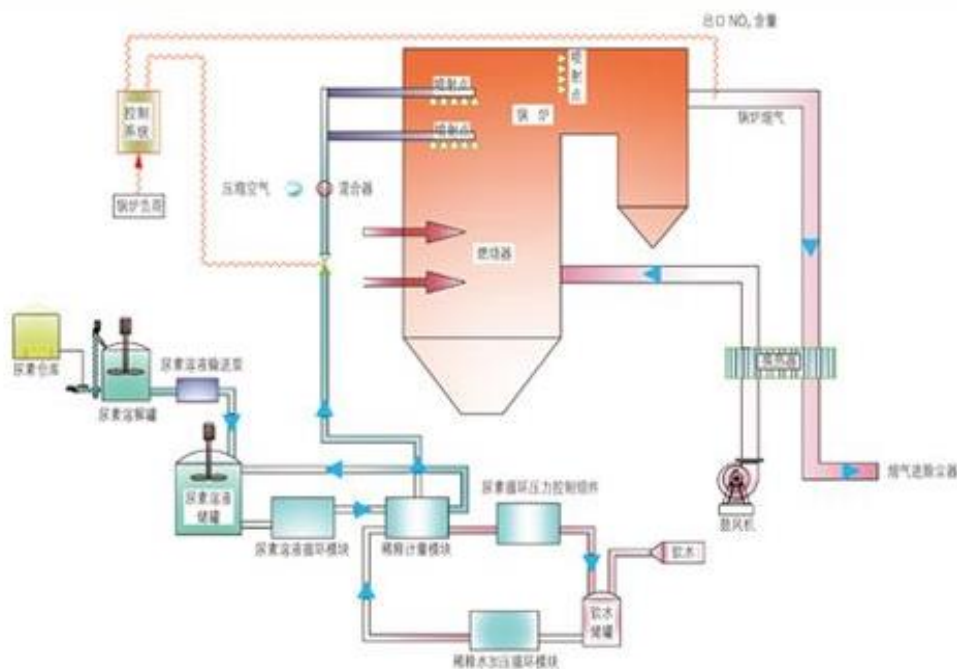 出口 NOx 含量
喷射点
喷射点
喷射点
锅炉
锅炉烟气
控制
系统
锅炉负荷
压缩空气
混合器
燃烧器
尿素仓库
尿素溶解罐
尿素溶液输送泵
尿素溶液
储罐
尿素溶液循环模块
稀释计量模块
尿素循环压力控制组件
鼓风机
烟气进除尘器
软水
软水
储罐
稀释水加压循环模块